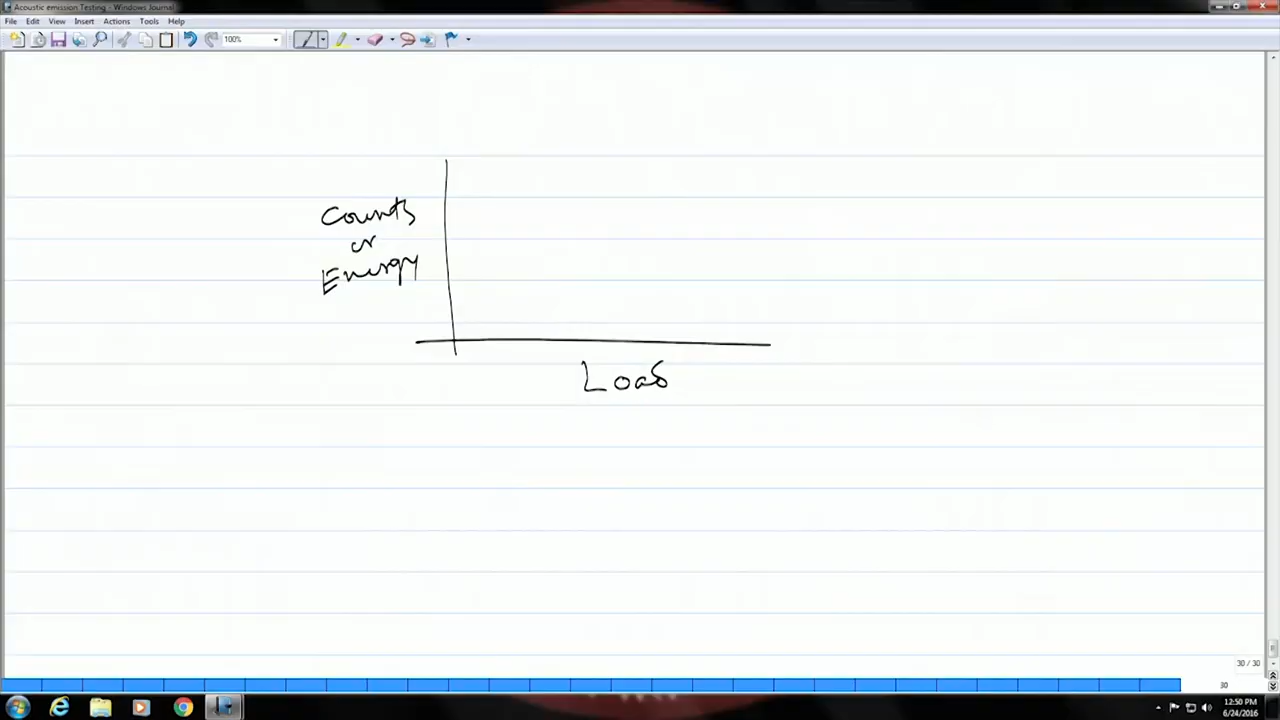 Acoustic emission Testing - Windows Journal
File Edit View Insert Actions Tools Help
100%
Counts
or
Energy
Load
30 / 30
30
12:50 PM
6/24/2016